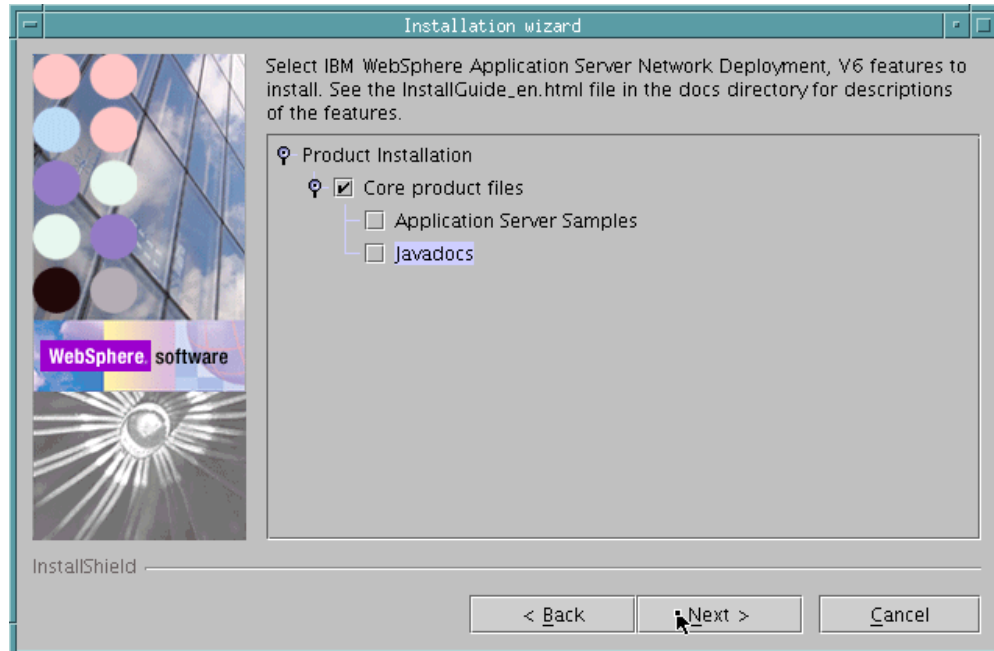 Installation wizard
Select IBM WebSphere Application Server Network Deployment, V6 features to
install. See the InstallGuide_en.html file in the docs directory for descriptions
of the features.
Product Installation
Core product files
Application Server Samples
Javadocs
WebSphere. software
InstallShield
< Back
Next >
Cancel